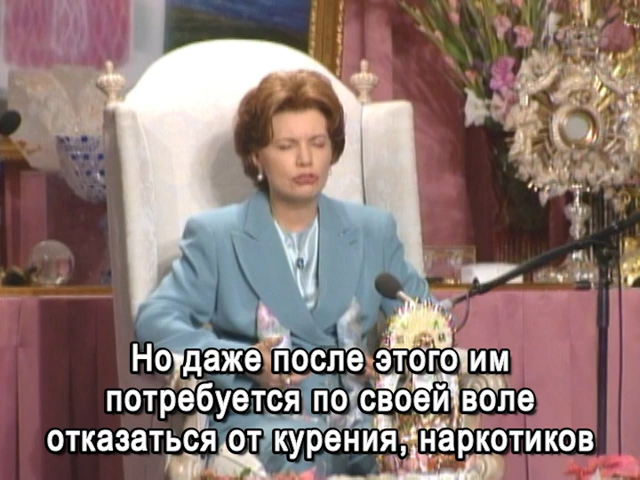 Но даже после этого им
потребуется по своей воле
отказаться от курения, наркотиков